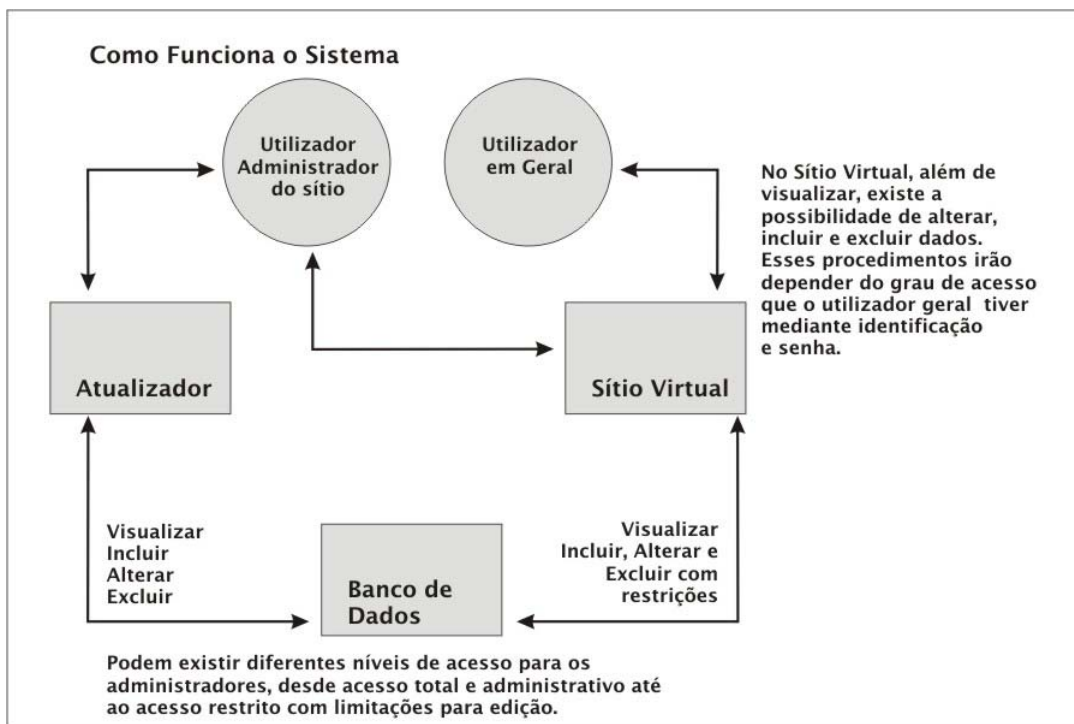 Como Funciona o Sistema
Utilizador
Administrador
do sítio
Utilizador
em Geral
No Sítio Virtual, além de
visualizar, existe a
possibilidade de alterar,
incluir e excluir dados.
Esses procedimentos irão
depender do grau de acesso
que o utilizador geral tiver
mediante identificação
e senha.
Atualizador
Sítio Virtual
Visualizar
Incluir
Alterar
Excluir
Banco de
Dados
Visualizar
Incluir, Alterar e
Excluir com
restrições
Podem existir diferentes níveis de acesso para os
administradores, desde acesso total e administrativo até
ao acesso restrito com limitações para edição.